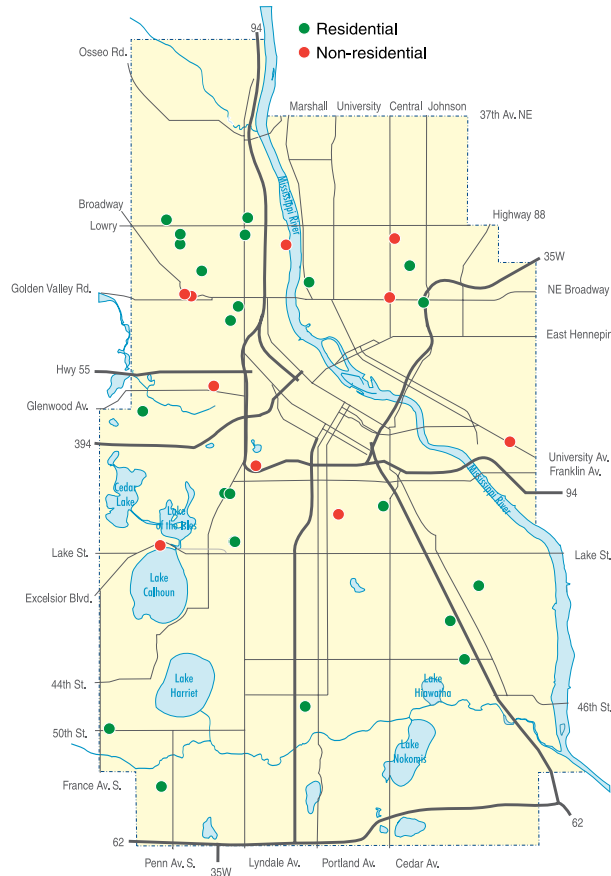 94
Residential
Non-residential
Osseo Rd.
Marshall
University
Central
Johnson
37th Av. NE
Mississippi River
Broadway
Lowry
Highway 88
35W
Golden Valley Rd.
NE Broadway
East Hennepin
Hwy 55
Glenwood Av.
394
University Av.
Franklin Av.
94
Mississippi River
Cedar
Lake
Lake
of the Isles
Lake St.
Lake St.
Lake
Calhoun
Excelsior Blvd.
Lake
Harriet
Lake
Hiawatha
44th St.
46th St.
50th St.
Lake
Nokomis
France Av. S.
62
62
Penn Av. S.
35W
Lyndale Av.
Portland Av.
Cedar Av.